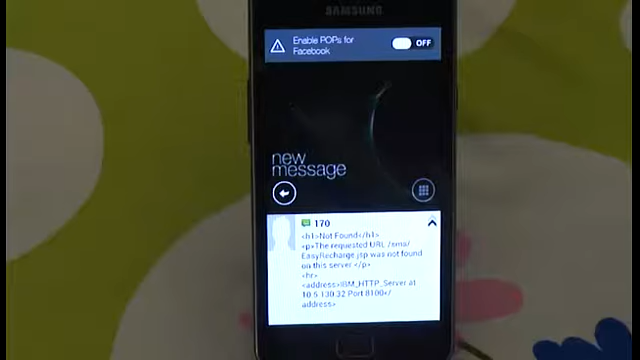 SAMSUNG
Enable POPs for
Facebook
OFF
new
message
170
<h1>Not Found</h1>
<p>The requested URL /sms/
EasyRecharge.jsp was not found
on this server.</p>
<hr>
<address>IBM_HTTP_Server at
10.5.130.32 Port 8100</
address>